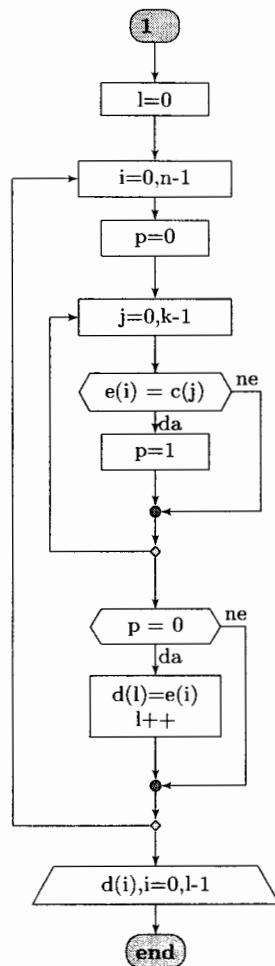 1
l=0
i=0,n-1
p=0
j=0,k-1
e(i) = c(j)
ne
da
p=1
p = 0
ne
da
d(l)=e(i)
l++
d(i),i=0,l-1
end